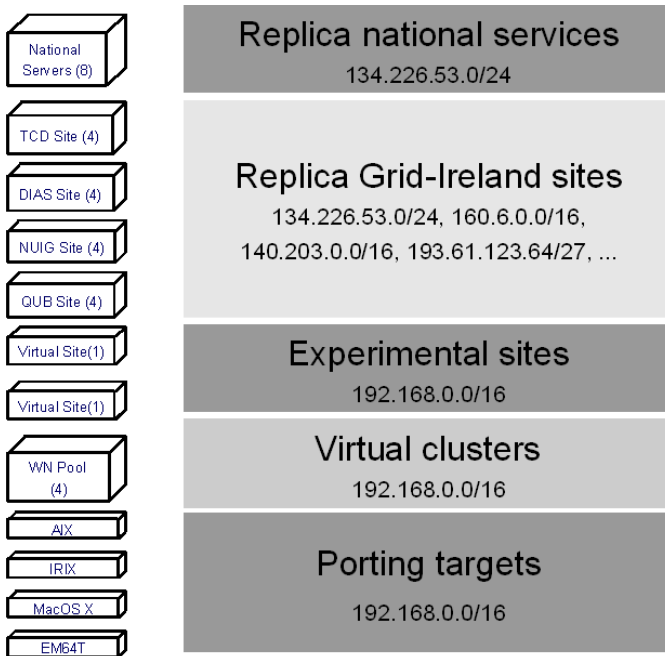 National
Servers (8)
Replica national services
134.226.53.0/24
TCD Site (4)
DIAS Site (4)
NUIG Site (4)
QUB Site (4)
Replica Grid-Ireland sites
134.226.53.0/24, 160.6.0.0/16,
140.203.0.0/16, 193.61.123.64/27, ...
Virtual Site(1)
Virtual Site(1)
Experimental sites
192.168.0.0/16
WN Pool
(4)
Virtual clusters
192.168.0.0/16
AIX
IRIX
MacOS X
EM64T
Porting targets
192.168.0.0/16